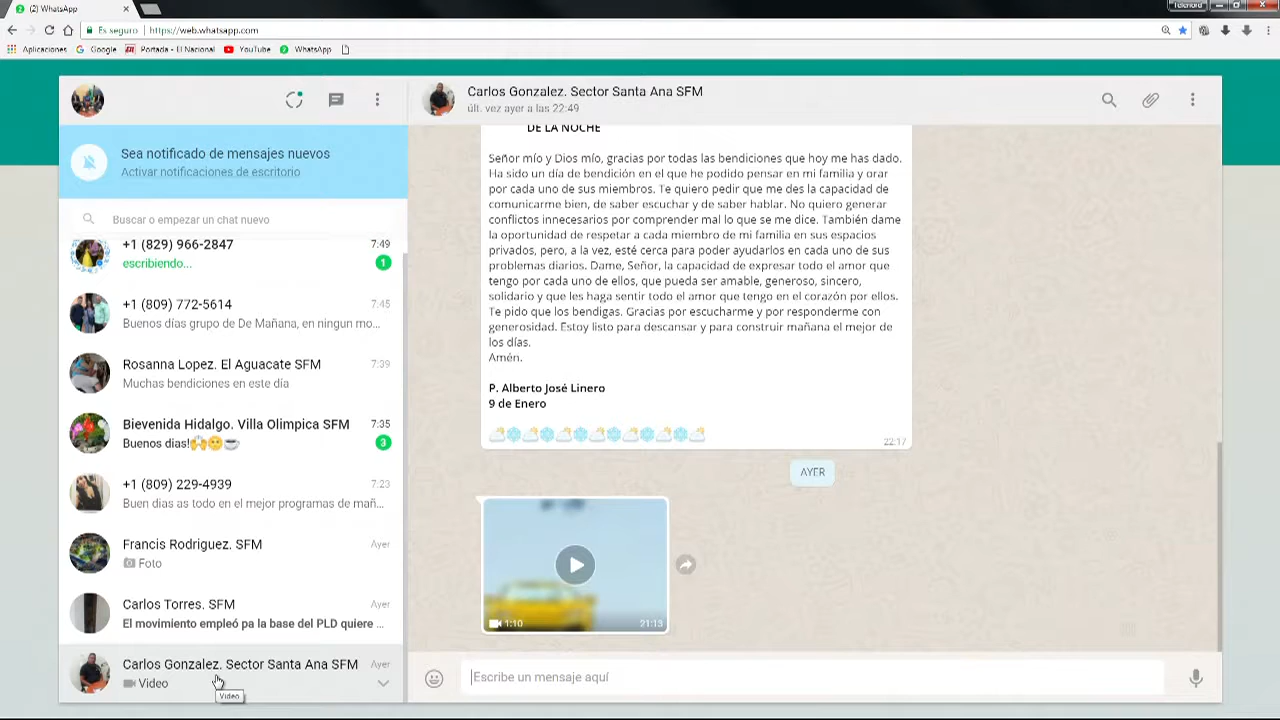 (2) WhatsApp
Telenord
Es seguro
https://web.whatsapp.com
Aplicaciones
Google
Portada - El Nacional
YouTube
WhatsApp
Carlos Gonzalez. Sector Santa Ana SFM
últ. vez ayer a las 22:49
Sea notificado de mensajes nuevos
Activar notificaciones de escritorio
Buscar o empezar un chat nuevo
+1 (829) 966-2847 7:49
escribiendo... 1
+1 (809) 772-5614 7:45
Buenos días grupo de De Mañana, en ningun mo...
Rosanna Lopez. El Aguacate SFM 7:39
Muchas bendiciones en este día
Bievenida Hidalgo. Villa Olimpica SFM 7:35
Buenos dias!🙌😊☕ 3
+1 (809) 229-4939 7:23
Buen dias as todo en el mejor programas de mañ...
Francis Rodriguez. SFM Ayer
Foto
Carlos Torres. SFM Ayer
El movimiento empleó pa la base del PLD quiere ...
Carlos Gonzalez. Sector Santa Ana SFM Ayer
Video
Video
DE LA NOCHE
Señor mío y Dios mío, gracias por todas las bendiciones que hoy me has dado.
Ha sido un día de bendición en el que he podido pensar en mi familia y orar
por cada uno de sus miembros. Te quiero pedir que me des la capacidad de
comunicarme bien, de saber escuchar y de saber hablar. No quiero generar
conflictos innecesarios por comprender mal lo que se me dice. También dame
la oportunidad de respetar a cada miembro de mi familia en sus espacios
privados, pero, a la vez, esté cerca para poder ayudarlos en cada uno de sus
problemas diarios. Dame, Señor, la capacidad de expresar todo el amor que
tengo por cada uno de ellos, que pueda ser amable, generoso, sincero,
solidario y que les haga sentir todo el amor que tengo en el corazón por ellos.
Te pido que los bendigas. Gracias por escucharme y por responderme con
generosidad. Estoy listo para descansar y para construir mañana el mejor de
los días.
Amén.
P. Alberto José Linero
9 de Enero
22:17
AYER
1:10 21:13
Escribe un mensaje aquí